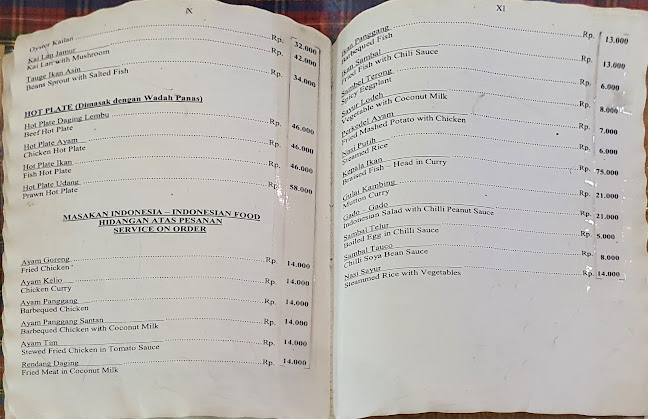 X
Oyster Kailan Rp. 32.000
Kai Lan Jamur Rp. 42.000
Kai Lan with Mushroom
Tauge Ikan Asin Rp. 34.000
Beans Sprout with Salted Fish
HOT PLATE (Dimasak dengan Wadah Panas)
Hot Plate Daging Lembu Rp. 46.000
Beef Hot Plate
Hot Plate Ayam Rp. 46.000
Chicken Hot Plate
Hot Plate Ikan Rp. 46.000
Fish Hot Plate
Hot Plate Udang Rp. 58.000
Prawn Hot Plate
MASAKAN INDONESIA – INDONESIAN FOOD
HIDANGAN ATAS PESANAN
SERVICE ON ORDER
Ayam Goreng Rp. 14.000
Fried Chicken
Ayam Kelio Rp. 14.000
Chicken Curry
Ayam Panggang Rp. 14.000
Barbequed Chicken
Ayam Panggang Santan Rp. 14.000
Barbequed Chicken with Coconut Milk
Ayam Tim Rp. 14.000
Stewed Fried Chicken in Tomato Sauce
Rendang Daging Rp. 14.000
Fried Meat in Coconut Milk
XI
Ikan Panggang Rp. 13.000
Barbequed Fish
Ikan Sambal Rp. 13.000
Fried Fish with Chili Sauce
Sambel Terong Rp. 6.000
Spicy Eggplant
Sayur Lodeh Rp. 8.000
Vegetable with Coconut Milk
Perkedel Ayam Rp. 7.000
Fried Mashed Potato with Chicken
Nasi Putih Rp. 6.000
Steamed Rice
Kepala Ikan Rp. 75.000
Braised Fish – Head in Curry
Gulai Kambing Rp. 21.000
Mutton Curry
Gado – Gado Rp. 21.000
Indonesian Salad with Chilli Peanut Sauce
Sambal Telur Rp. 5.000
Boiled Egg in Chilli Sauce
Sambal Tauco Rp. 8.000
Chilli Soya Bean Sauce
Nasi Sayur Rp. 14.000
Steammed Rice with Vegetables